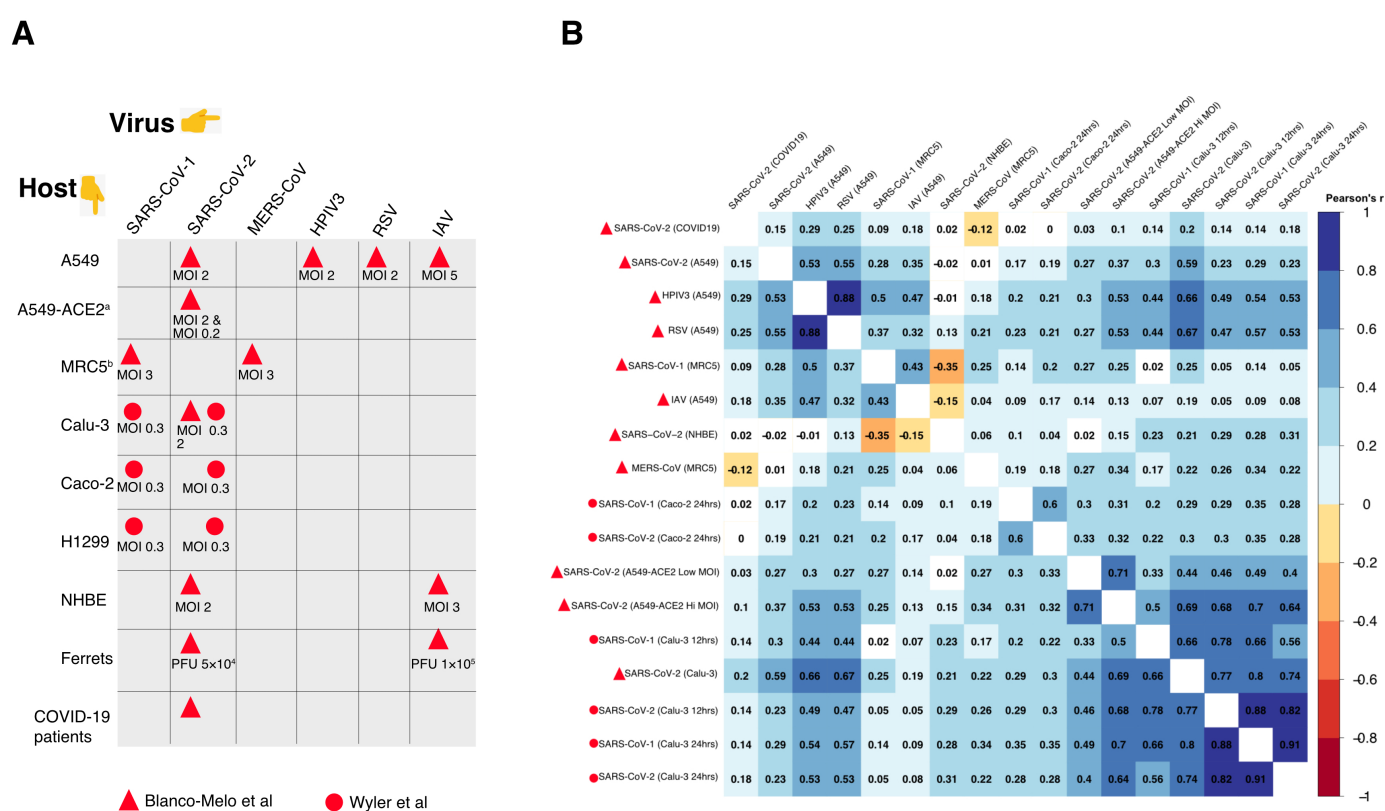 A
Virus
Host
SARS-CoV-1 SARS-CoV-2 MERS-CoV HPIV3 RSV IAV
A549 MOI 2 MOI 2 MOI 2 MOI 5
A549-ACE2ᵃ MOI 2 &
MOI 0.2
MRC5ᵇ MOI 3 MOI 3
Calu-3 MOI 0.3 MOI 0.3
2
Caco-2 MOI 0.3 MOI 0.3
H1299 MOI 0.3 MOI 0.3
NHBE MOI 2 MOI 3
Ferrets PFU 5×10⁴ PFU 1×10⁵
COVID-19
patients
Blanco-Melo et al Wyler et al
B
SARS-CoV-2 (COVID19)
SARS-CoV-2 (A549)
HPIV3 (A549)
RSV (A549)
SARS-CoV-1 (MRC5)
IAV (A549)
SARS-CoV-2 (NHBE)
MERS-CoV (MRC5)
SARS-CoV-1 (Caco-2 24hrs)
SARS-CoV-2 (Caco-2 24hrs)
SARS-CoV-2 (A549-ACE2 Low MOI)
SARS-CoV-2 (A549-ACE2 Hi MOI)
SARS-CoV-1 (Calu-3 12hrs)
SARS-CoV-2 (Calu-3)
SARS-CoV-2 (Calu-3 12hrs)
SARS-CoV-1 (Calu-3 24hrs)
SARS-CoV-2 (Calu-3 24hrs)
SARS-CoV-2 (COVID19) 0.15 0.29 0.25 0.09 0.18 0.02 -0.12 0.02 0 0.03 0.1 0.14 0.2 0.14 0.14 0.18
SARS-CoV-2 (A549) 0.15 0.53 0.55 0.28 0.35 -0.02 0.01 0.17 0.19 0.27 0.37 0.3 0.59 0.23 0.29 0.23
HPIV3 (A549) 0.29 0.53 0.88 0.5 0.47 -0.01 0.18 0.2 0.21 0.3 0.53 0.44 0.66 0.49 0.54 0.53
RSV (A549) 0.25 0.55 0.88 0.37 0.32 0.13 0.21 0.23 0.21 0.27 0.53 0.44 0.67 0.47 0.57 0.53
SARS-CoV-1 (MRC5) 0.09 0.28 0.5 0.37 0.43 -0.35 0.25 0.14 0.2 0.27 0.25 0.02 0.25 0.05 0.14 0.05
IAV (A549) 0.18 0.35 0.47 0.32 0.43 -0.15 0.04 0.09 0.17 0.14 0.13 0.07 0.19 0.05 0.09 0.08
SARS−CoV−2 (NHBE) 0.02 -0.02 -0.01 0.13 -0.35 -0.15 0.06 0.1 0.04 0.02 0.15 0.23 0.21 0.29 0.28 0.31
MERS-CoV (MRC5) -0.12 0.01 0.18 0.21 0.25 0.04 0.06 0.19 0.18 0.27 0.34 0.17 0.22 0.26 0.34 0.22
SARS-CoV-1 (Caco-2 24hrs) 0.02 0.17 0.2 0.23 0.14 0.09 0.1 0.19 0.6 0.3 0.31 0.2 0.29 0.29 0.35 0.28
SARS-CoV-2 (Caco-2 24hrs) 0 0.19 0.21 0.21 0.2 0.17 0.04 0.18 0.6 0.33 0.32 0.22 0.3 0.3 0.35 0.28
SARS-CoV-2 (A549-ACE2 Low MOI) 0.03 0.27 0.3 0.27 0.27 0.14 0.02 0.27 0.3 0.33 0.71 0.33 0.44 0.46 0.49 0.4
SARS-CoV-2 (A549-ACE2 Hi MOI) 0.1 0.37 0.53 0.53 0.25 0.13 0.15 0.34 0.31 0.32 0.71 0.5 0.69 0.68 0.7 0.64
SARS-CoV-1 (Calu-3 12hrs) 0.14 0.3 0.44 0.44 0.02 0.07 0.23 0.17 0.2 0.22 0.33 0.5 0.66 0.78 0.66 0.56
SARS-CoV-2 (Calu-3) 0.2 0.59 0.66 0.67 0.25 0.19 0.21 0.22 0.29 0.3 0.44 0.69 0.66 0.77 0.8 0.74
SARS-CoV-2 (Calu-3 12hrs) 0.14 0.23 0.49 0.47 0.05 0.05 0.29 0.26 0.29 0.3 0.46 0.68 0.78 0.77 0.88 0.82
SARS-CoV-1 (Calu-3 24hrs) 0.14 0.29 0.54 0.57 0.14 0.09 0.28 0.34 0.35 0.35 0.49 0.7 0.66 0.8 0.88 0.91
SARS-CoV-2 (Calu-3 24hrs) 0.18 0.23 0.53 0.53 0.05 0.08 0.31 0.22 0.28 0.28 0.4 0.64 0.56 0.74 0.82 0.91
Pearson's r
1
0.8
0.6
0.4
0.2
0
-0.2
-0.4
-0.6
-0.8
-1